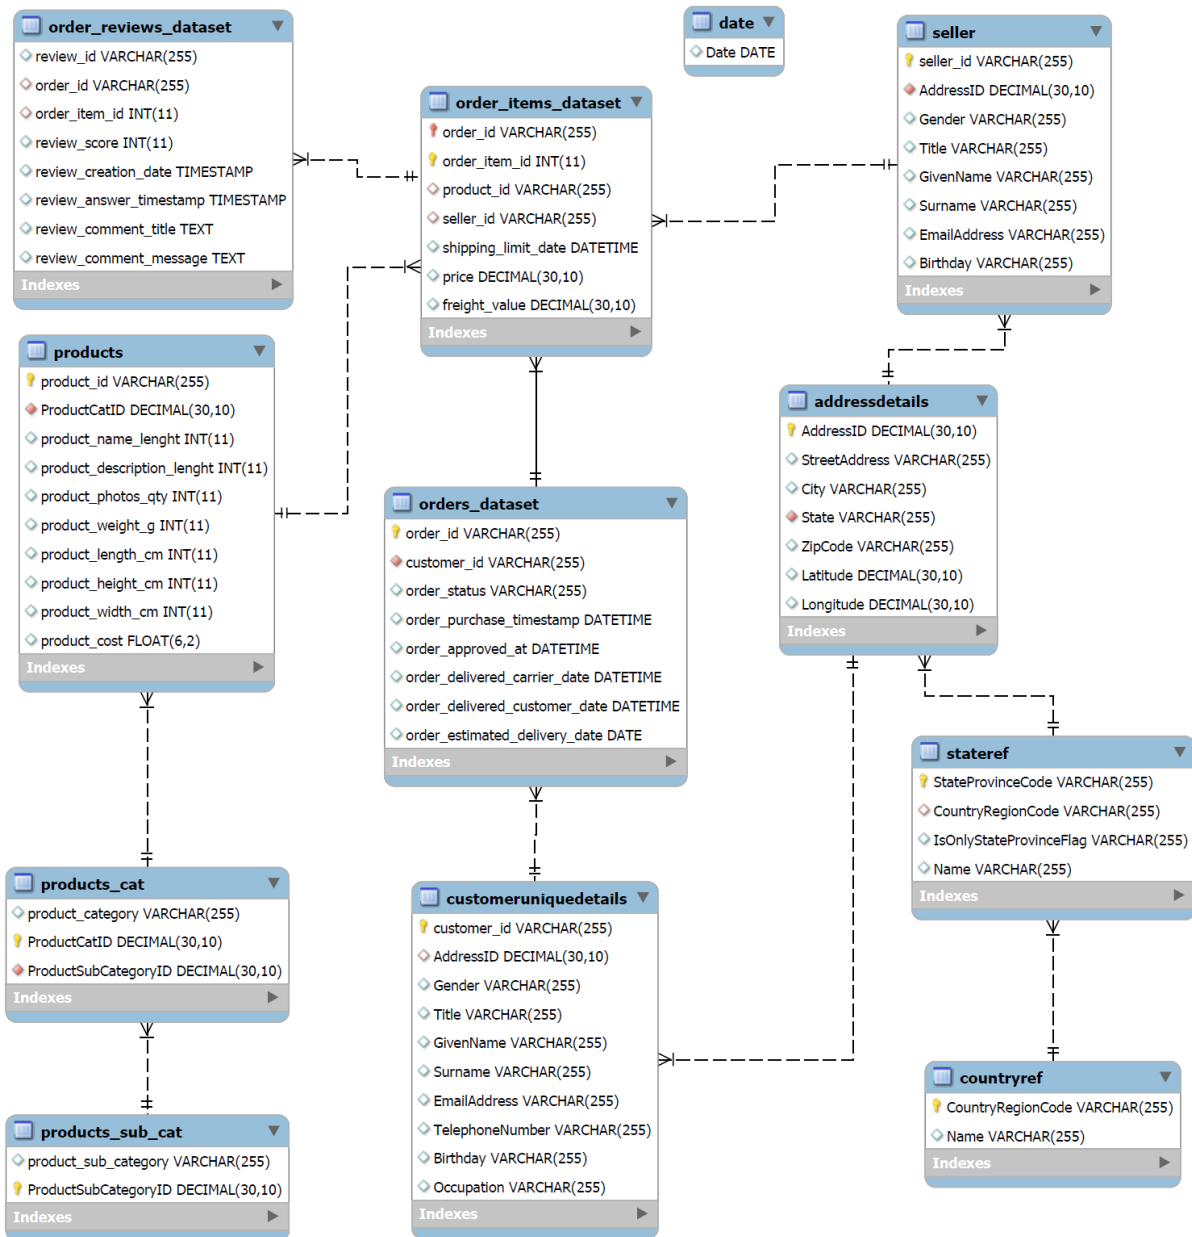 order_reviews_dataset
review_id VARCHAR(255)
order_id VARCHAR(255)
order_item_id INT(11)
review_score INT(11)
review_creation_date TIMESTAMP
review_answer_timestamp TIMESTAMP
review_comment_title TEXT
review_comment_message TEXT
Indexes
date
Date DATE
seller
seller_id VARCHAR(255)
AddressID DECIMAL(30,10)
Gender VARCHAR(255)
Title VARCHAR(255)
GivenName VARCHAR(255)
Surname VARCHAR(255)
EmailAddress VARCHAR(255)
Birthday VARCHAR(255)
Indexes
order_items_dataset
order_id VARCHAR(255)
order_item_id INT(11)
product_id VARCHAR(255)
seller_id VARCHAR(255)
shipping_limit_date DATETIME
price DECIMAL(30,10)
freight_value DECIMAL(30,10)
Indexes
products
product_id VARCHAR(255)
ProductCatID DECIMAL(30,10)
product_name_lenght INT(11)
product_description_lenght INT(11)
product_photos_qty INT(11)
product_weight_g INT(11)
product_length_cm INT(11)
product_height_cm INT(11)
product_width_cm INT(11)
product_cost FLOAT(6,2)
Indexes
addressdetails
AddressID DECIMAL(30,10)
StreetAddress VARCHAR(255)
City VARCHAR(255)
State VARCHAR(255)
ZipCode VARCHAR(255)
Latitude DECIMAL(30,10)
Longitude DECIMAL(30,10)
Indexes
orders_dataset
order_id VARCHAR(255)
customer_id VARCHAR(255)
order_status VARCHAR(255)
order_purchase_timestamp DATETIME
order_approved_at DATETIME
order_delivered_carrier_date DATETIME
order_delivered_customer_date DATETIME
order_estimated_delivery_date DATE
Indexes
stateref
StateProvinceCode VARCHAR(255)
CountryRegionCode VARCHAR(255)
IsOnlyStateProvinceFlag VARCHAR(255)
Name VARCHAR(255)
Indexes
products_cat
product_category VARCHAR(255)
ProductCatID DECIMAL(30,10)
ProductSubCategoryID DECIMAL(30,10)
Indexes
customeruniquedetails
customer_id VARCHAR(255)
AddressID DECIMAL(30,10)
Gender VARCHAR(255)
Title VARCHAR(255)
GivenName VARCHAR(255)
Surname VARCHAR(255)
EmailAddress VARCHAR(255)
TelephoneNumber VARCHAR(255)
Birthday VARCHAR(255)
Occupation VARCHAR(255)
Indexes
countryref
CountryRegionCode VARCHAR(255)
Name VARCHAR(255)
Indexes
products_sub_cat
product_sub_category VARCHAR(255)
ProductSubCategoryID DECIMAL(30,10)
Indexes